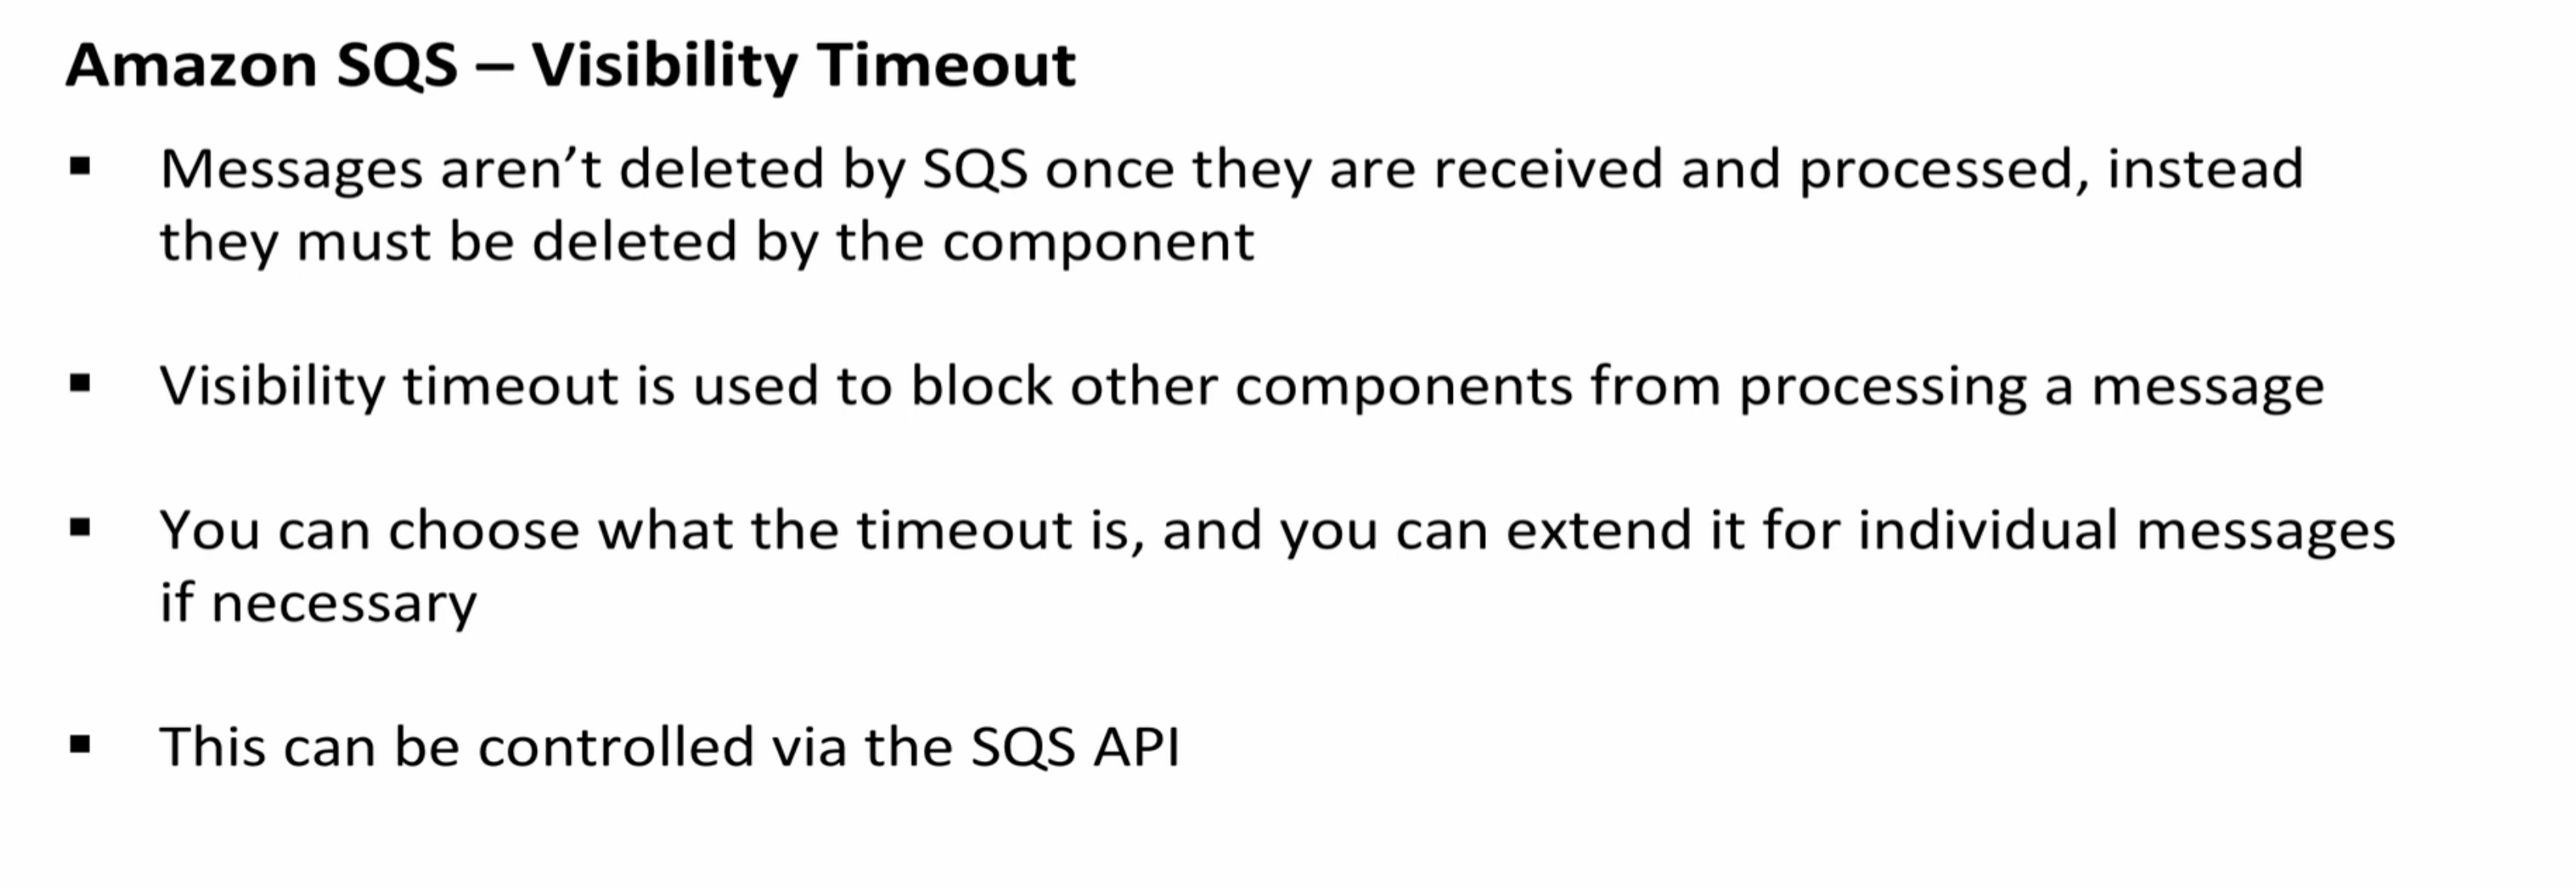 Amazon SQS – Visibility Timeout
▪ Messages aren’t deleted by SQS once they are received and processed, instead
they must be deleted by the component
▪ Visibility timeout is used to block other components from processing a message
▪ You can choose what the timeout is, and you can extend it for individual messages
if necessary
▪ This can be controlled via the SQS API